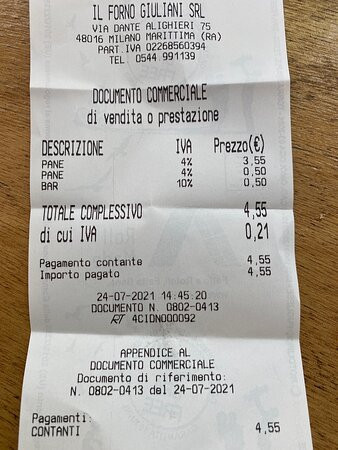 IL FORNO GIULIANI SRL
VIA DANTE ALIGHIERI 75
48016 MILANO MARITTIMA (RA)
PART.IVA 02268560394
TEL. 0544 991139
DOCUMENTO COMMERCIALE
di vendita o prestazione
DESCRIZIONE IVA Prezzo(€)
PANE 4% 3,55
PANE 4% 0,50
BAR 10% 0,50
TOTALE COMPLESSIVO 4,55
di cui IVA 0,21
Pagamento contante 4,55
Importo pagato 4,55
24-07-2021 14:45:20
DOCUMENTO N. 0802-0413
RT 4CIDN000092
APPENDICE AL
DOCUMENTO COMMERCIALE
Documento di riferimento:
N. 0802-0413 del 24-07-2021
Pagamenti:
CONTANTI 4,55